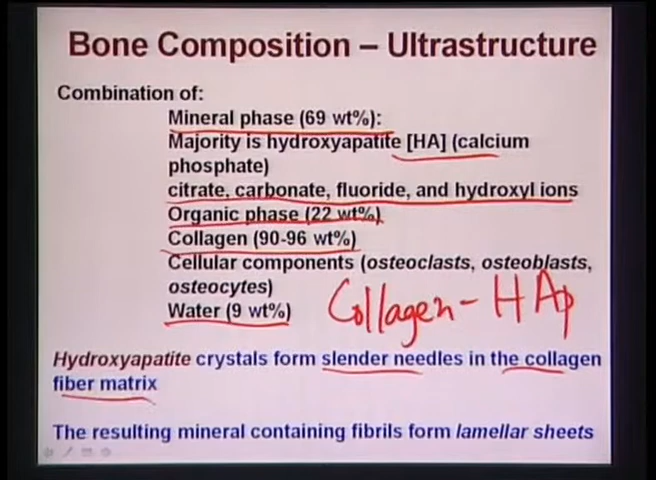 Bone Composition – Ultrastructure
Combination of:
Mineral phase (69 wt%):
Majority is hydroxyapatite [HA] (calcium
phosphate)
citrate, carbonate, fluoride, and hydroxyl ions
Organic phase (22 wt%)
Collagen (90-96 wt%)
Cellular components (osteoclasts, osteoblasts,
osteocytes)
Water (9 wt%)
Collagen - HAp
Hydroxyapatite crystals form slender needles in the collagen
fiber matrix
The resulting mineral containing fibrils form lamellar sheets